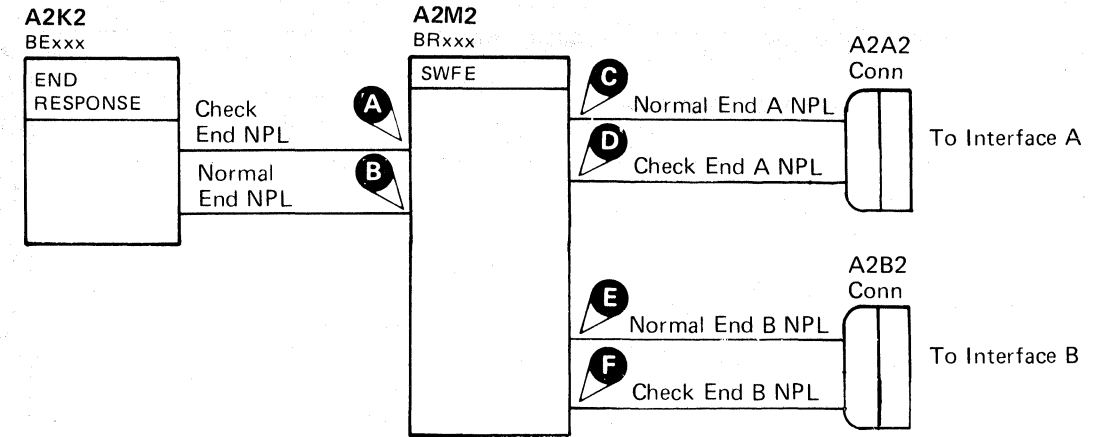 A2K2
BExxx
END
RESPONSE
Check
End NPL
Normal
End NPL
A
B
A2M2
BRxxx
SWFE
C
Normal End A NPL
D
Check End A NPL
A2A2
Conn
To Interface A
E
Normal End B NPL
F
Check End B NPL
A2B2
Conn
To Interface B